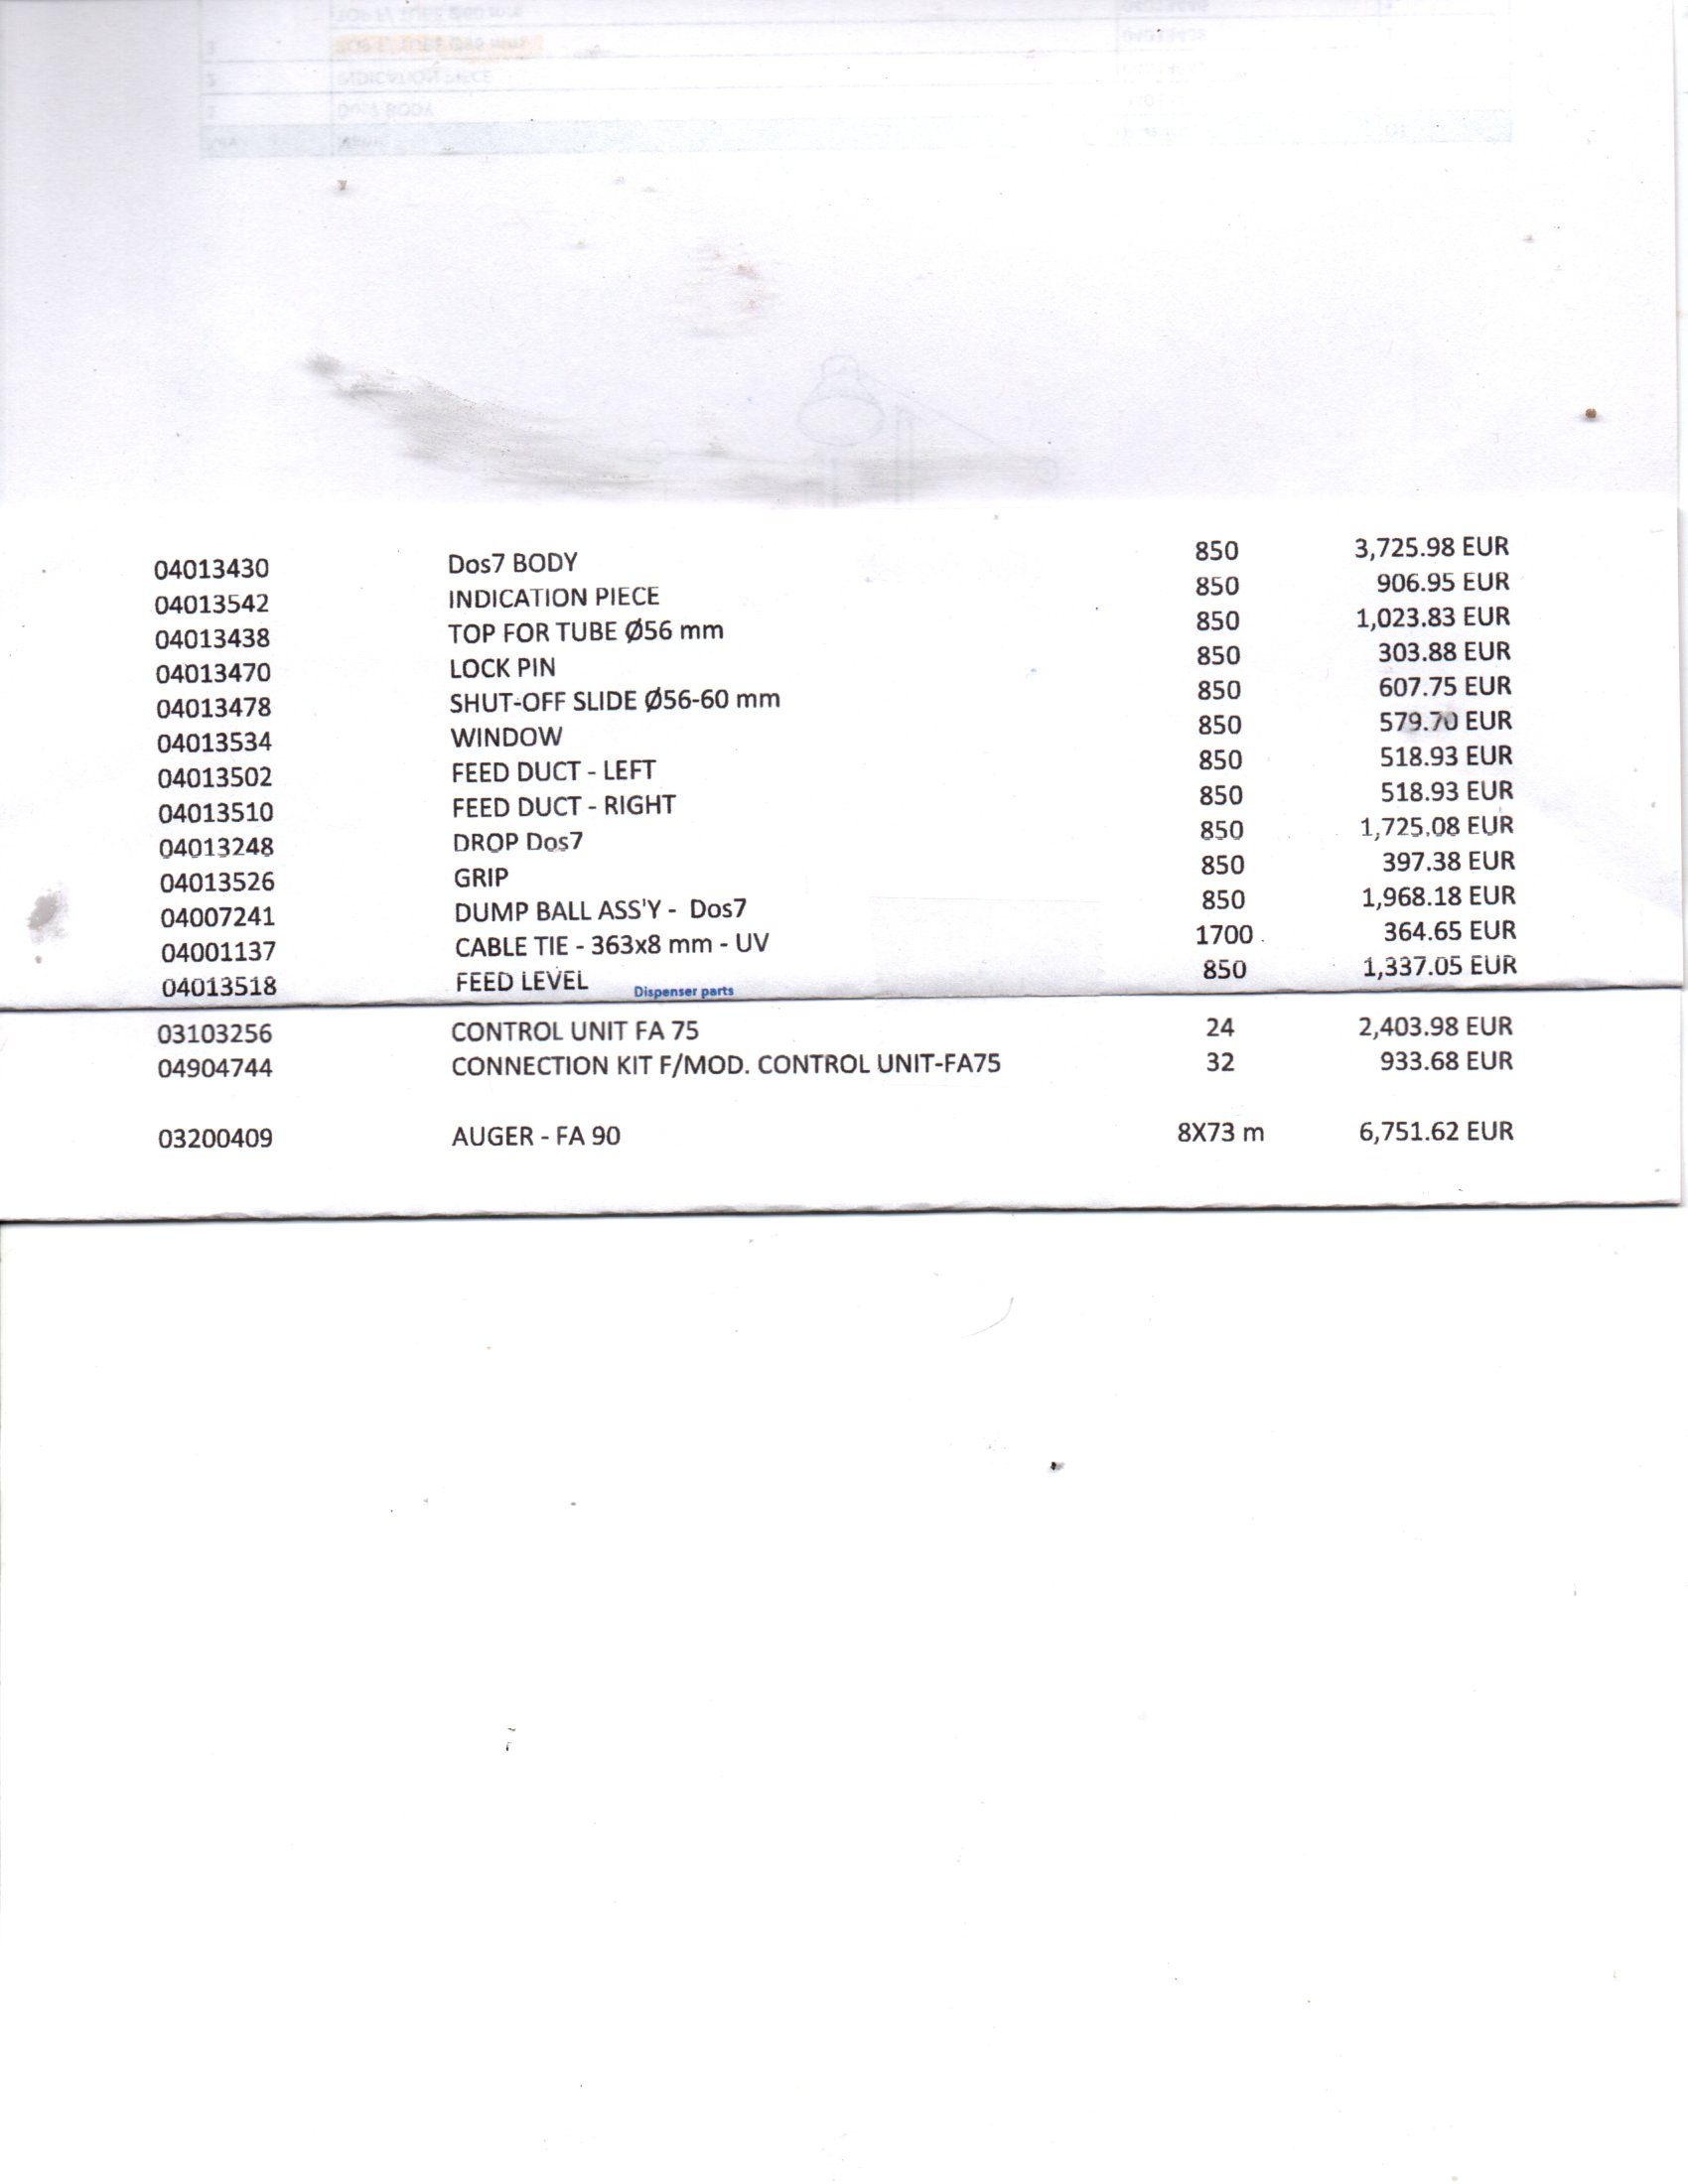 04013430 Dos7 BODY 850 3,725.98 EUR
04013542 INDICATION PIECE 850 906.95 EUR
04013438 TOP FOR TUBE Ø56 mm 850 1,023.83 EUR
04013470 LOCK PIN 850 303.88 EUR
04013478 SHUT-OFF SLIDE Ø56-60 mm 850 607.75 EUR
04013534 WINDOW 850 579.70 EUR
04013502 FEED DUCT - LEFT 850 518.93 EUR
04013510 FEED DUCT - RIGHT 850 518.93 EUR
04013248 DROP Dos7 850 1,725.08 EUR
04013526 GRIP 850 397.38 EUR
04007241 DUMP BALL ASS'Y - Dos7 850 1,968.18 EUR
04001137 CABLE TIE - 363x8 mm - UV 1700 364.65 EUR
04013518 FEED LEVEL 850 1,337.05 EUR
Dispenser parts
03103256 CONTROL UNIT FA 75 24 2,403.98 EUR
04904744 CONNECTION KIT F/MOD. CONTROL UNIT-FA75 32 933.68 EUR
03200409 AUGER - FA 90 8X73 m 6,751.62 EUR